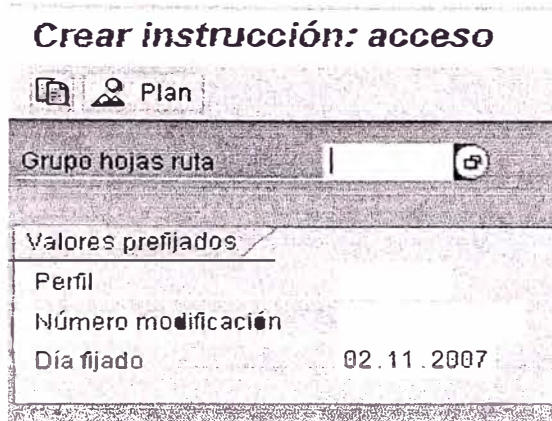 Crear instrucción: acceso
Plan
Grupo hojas ruta
Valores prefijados
Perfil
Número modificación
Día fijado 02.11.2007